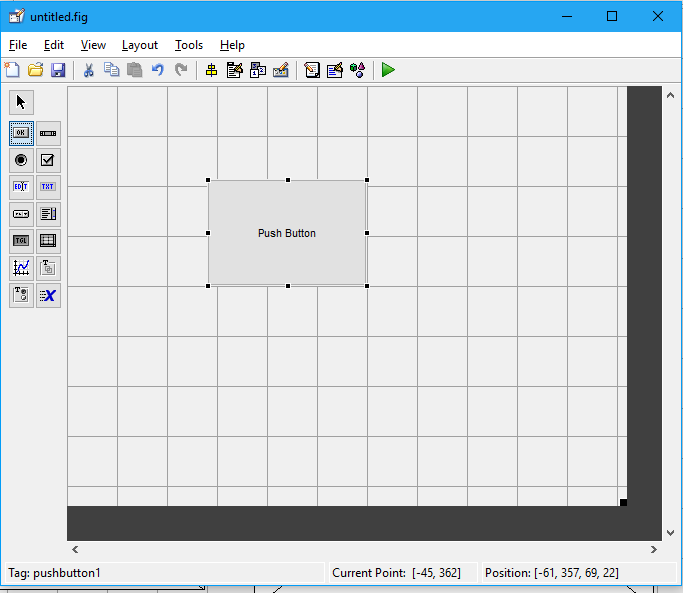 untitled.fig
File Edit View Layout Tools Help
OK
EDIT TXT
TGL
T
T X
Push Button
Tag: pushbutton1 Current Point: [-45, 362] Position: [-61, 357, 69, 22]